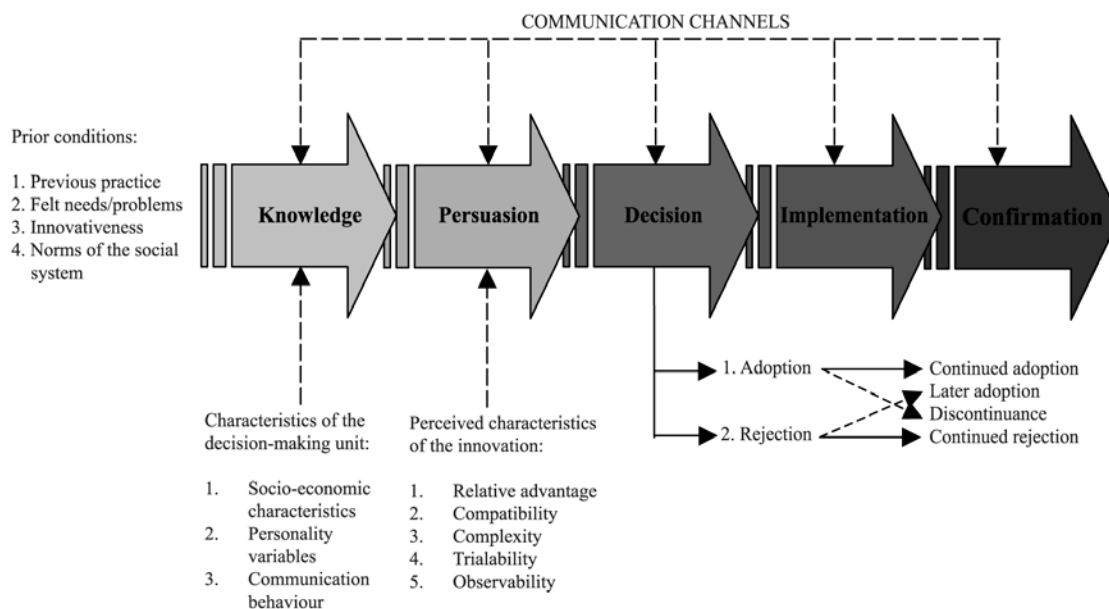 COMMUNICATION CHANNELS
Prior conditions:
1. Previous practice
2. Felt needs/problems
3. Innovativeness
4. Norms of the social
system
Knowledge
Persuasion
Decision
Implementation
Confirmation
1. Adoption
2. Rejection
Continued adoption
Later adoption
Discontinuance
Continued rejection
Characteristics of the
decision-making unit:
1. Socio-economic
characteristics
2. Personality
variables
3. Communication
behaviour
Perceived characteristics
of the innovation:
1. Relative advantage
2. Compatibility
3. Complexity
4. Trialability
5. Observability